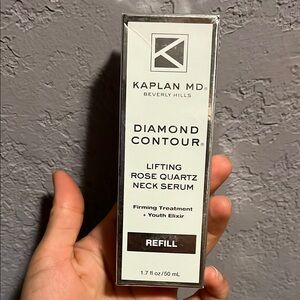 KAPLAN MD®
BEVERLY HILLS
DIAMOND
CONTOUR®
LIFTING
ROSE QUARTZ
NECK SERUM
Firming Treatment
+ Youth Elixir
REFILL
1.7 fl oz/50 mL